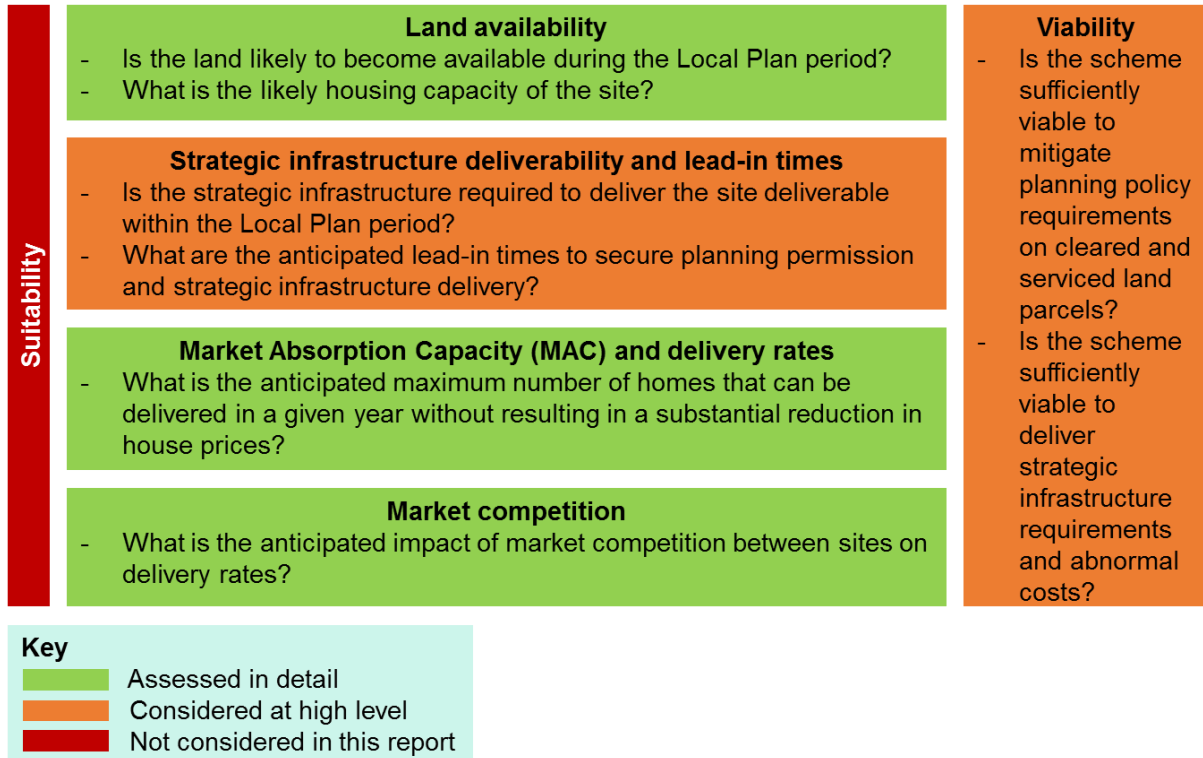 Suitability
Land availability
- Is the land likely to become available during the Local Plan period?
- What is the likely housing capacity of the site?
Strategic infrastructure deliverability and lead-in times
- Is the strategic infrastructure required to deliver the site deliverable
within the Local Plan period?
- What are the anticipated lead-in times to secure planning permission
and strategic infrastructure delivery?
Market Absorption Capacity (MAC) and delivery rates
- What is the anticipated maximum number of homes that can be
delivered in a given year without resulting in a substantial reduction in
house prices?
Market competition
- What is the anticipated impact of market competition between sites on
delivery rates?
Viability
- Is the scheme
sufficiently
viable to
mitigate
planning policy
requirements
on cleared and
serviced land
parcels?
- Is the scheme
sufficiently
viable to
deliver
strategic
infrastructure
requirements
and abnormal
costs?
Key
Assessed in detail
Considered at high level
Not considered in this report